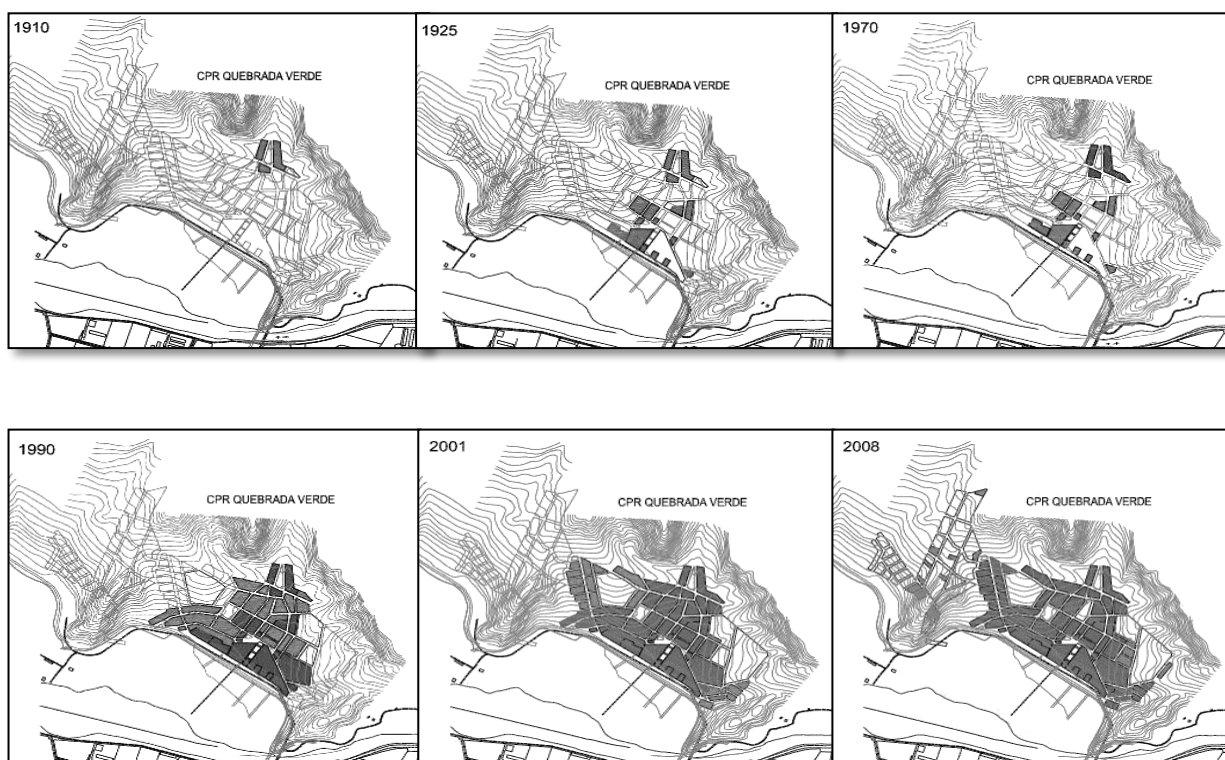 1910
CPR QUEBRADA VERDE
1925
CPR QUEBRADA VERDE
1970
CPR QUEBRADA VERDE
1990
CPR QUEBRADA VERDE
2001
CPR QUEBRADA VERDE
2008
CPR QUEBRADA VERDE